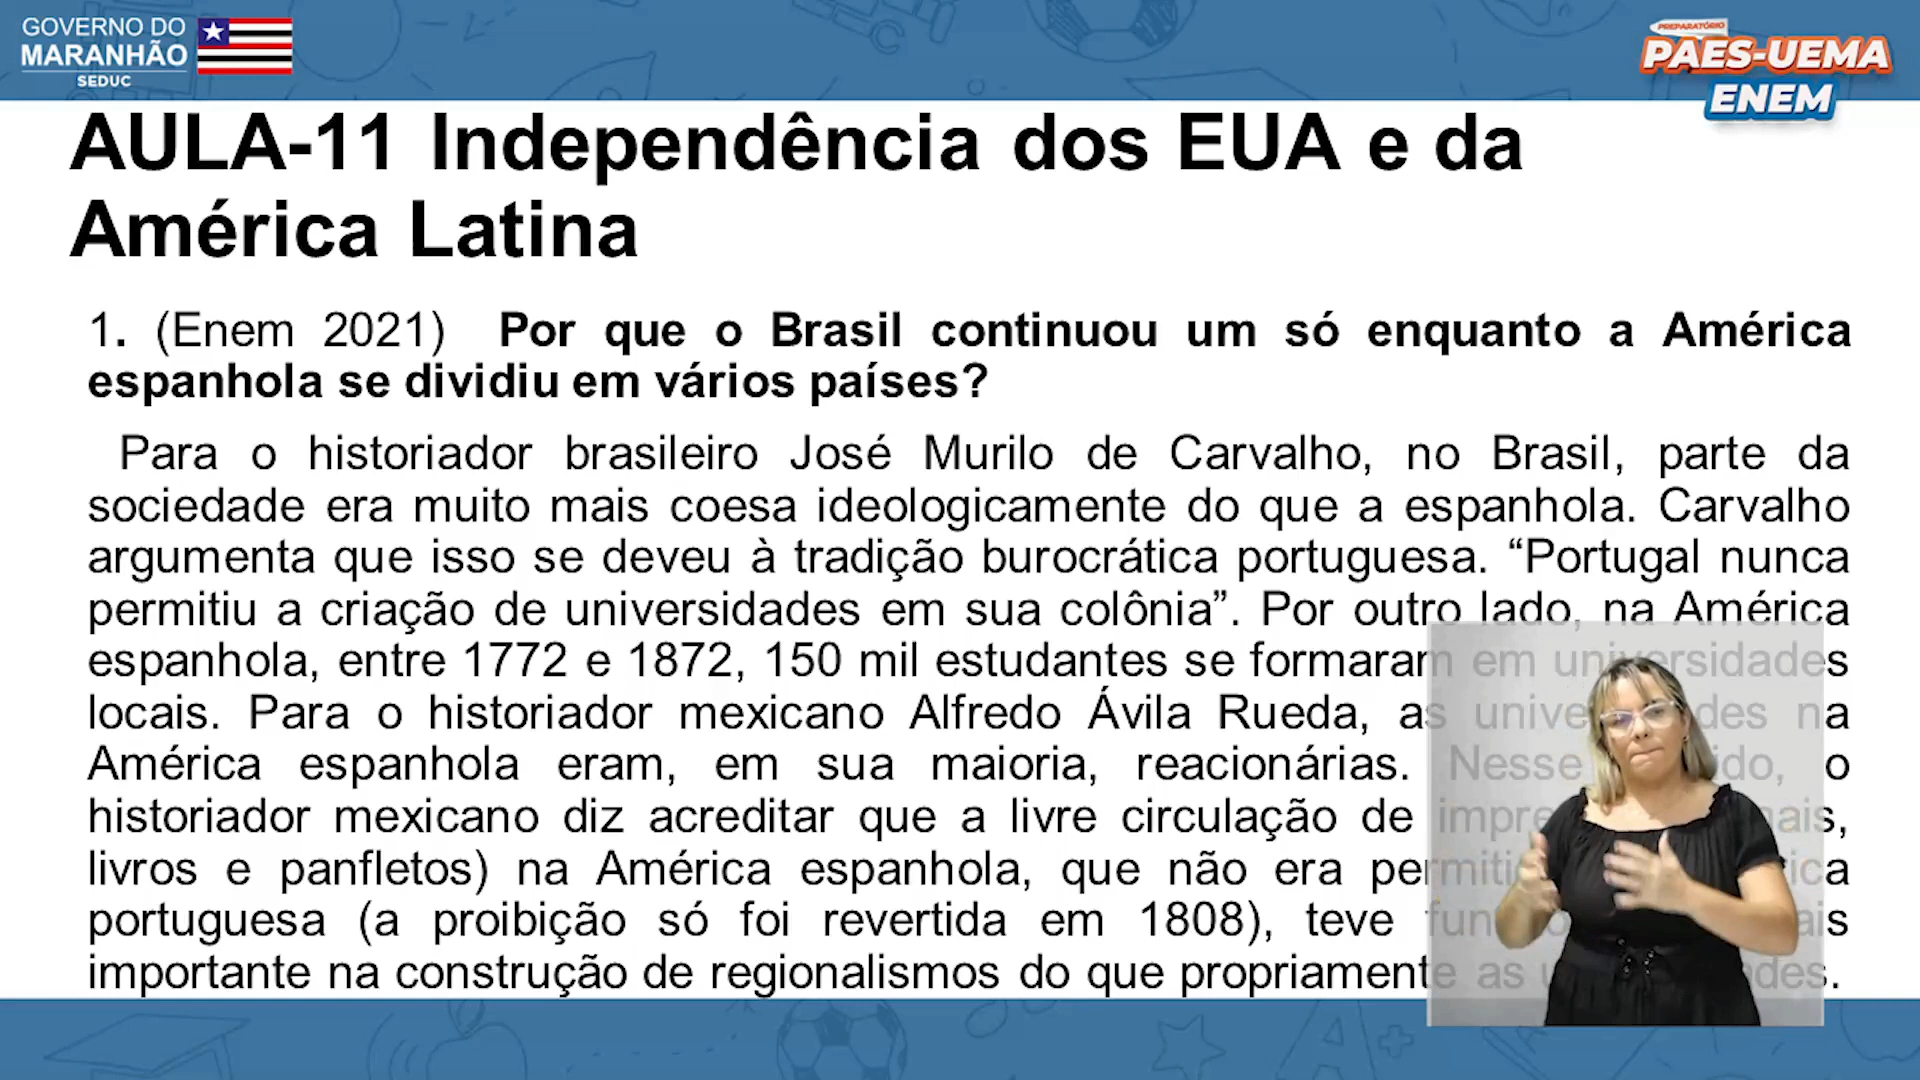 GOVERNO DO
MARANHÃO
SEDUC
PREPARATÓRIO
PAES-UEMA
ENEM
AULA-11 Independência dos EUA e da
América Latina
1. (Enem 2021) Por que o Brasil continuou um só enquanto a América
espanhola se dividiu em vários países?
Para o historiador brasileiro José Murilo de Carvalho, no Brasil, parte da
sociedade era muito mais coesa ideologicamente do que a espanhola. Carvalho
argumenta que isso se deveu à tradição burocrática portuguesa. “Portugal nunca
permitiu a criação de universidades em sua colônia”. Por outro lado, na América
espanhola, entre 1772 e 1872, 150 mil estudantes se formaram em universidades
locais. Para o historiador mexicano Alfredo Ávila Rueda, as universidades na
América espanhola eram, em sua maioria, reacionárias. Nesse o
historiador mexicano diz acreditar que a livre circulação de
livros e panfletos) na América espanhola, que não era
portuguesa (a proibição só foi revertida em 1808), teve
importante na construção de regionalismos do que propriamente as